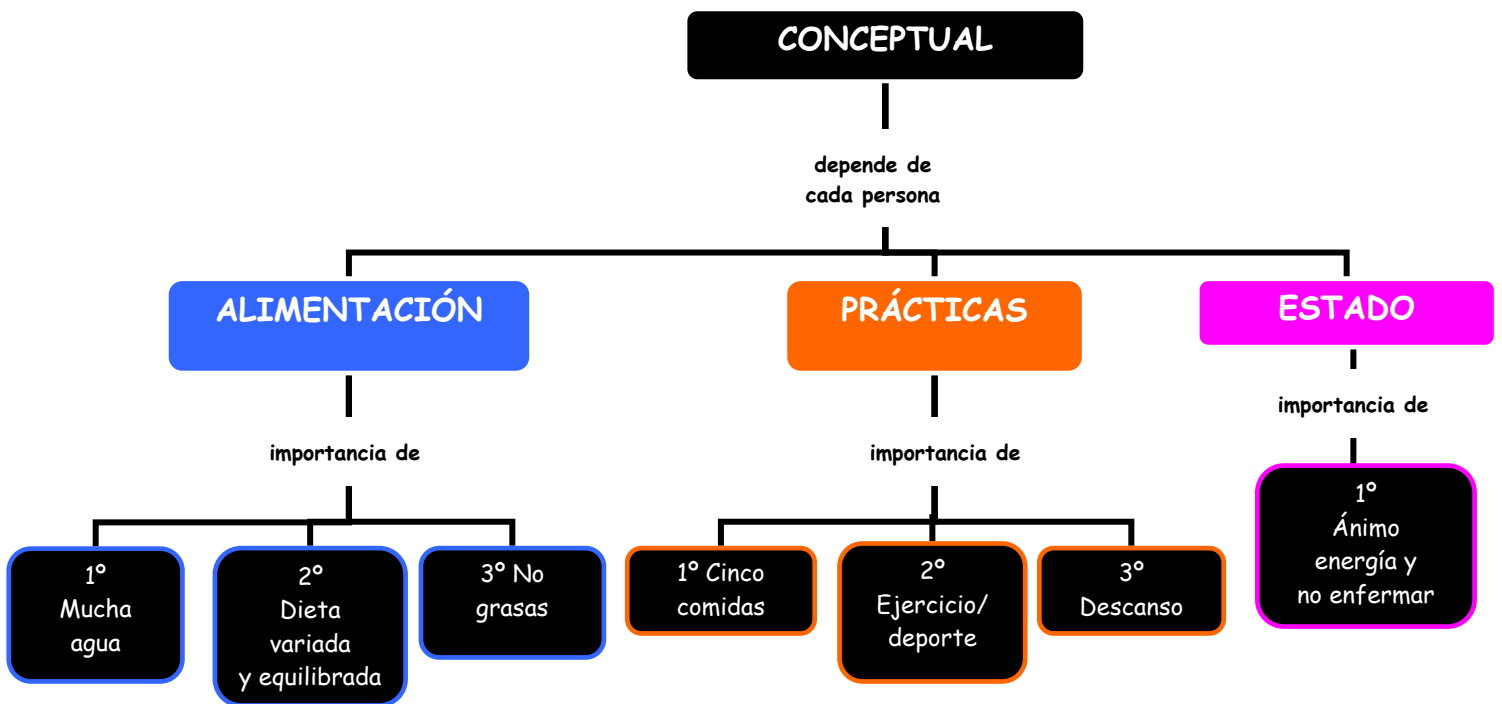 CONCEPTUAL
depende de
cada persona
ALIMENTACIÓN
PRÁCTICAS
ESTADO
importancia de
importancia de
importancia de
1º
Mucha
agua
2º
Dieta
variada
y equilibrada
3º No
grasas
1º Cinco
comidas
2º
Ejercicio/
deporte
3º
Descanso
1º
Ánimo
energía y
no enfermar